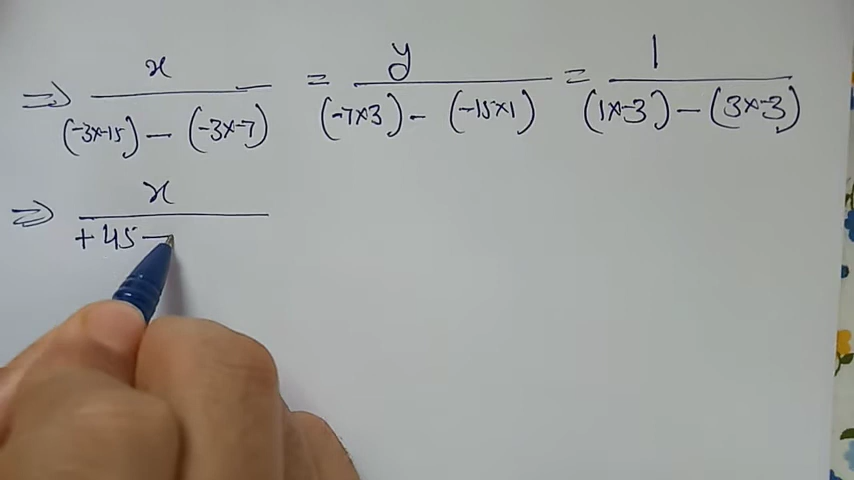 ⇒ x/((-3×-15) - (-3×-7)) = y/((-7×3) - (-15×1)) = 1/((1×-3) - (3×-3))
⇒ x/(+45 -